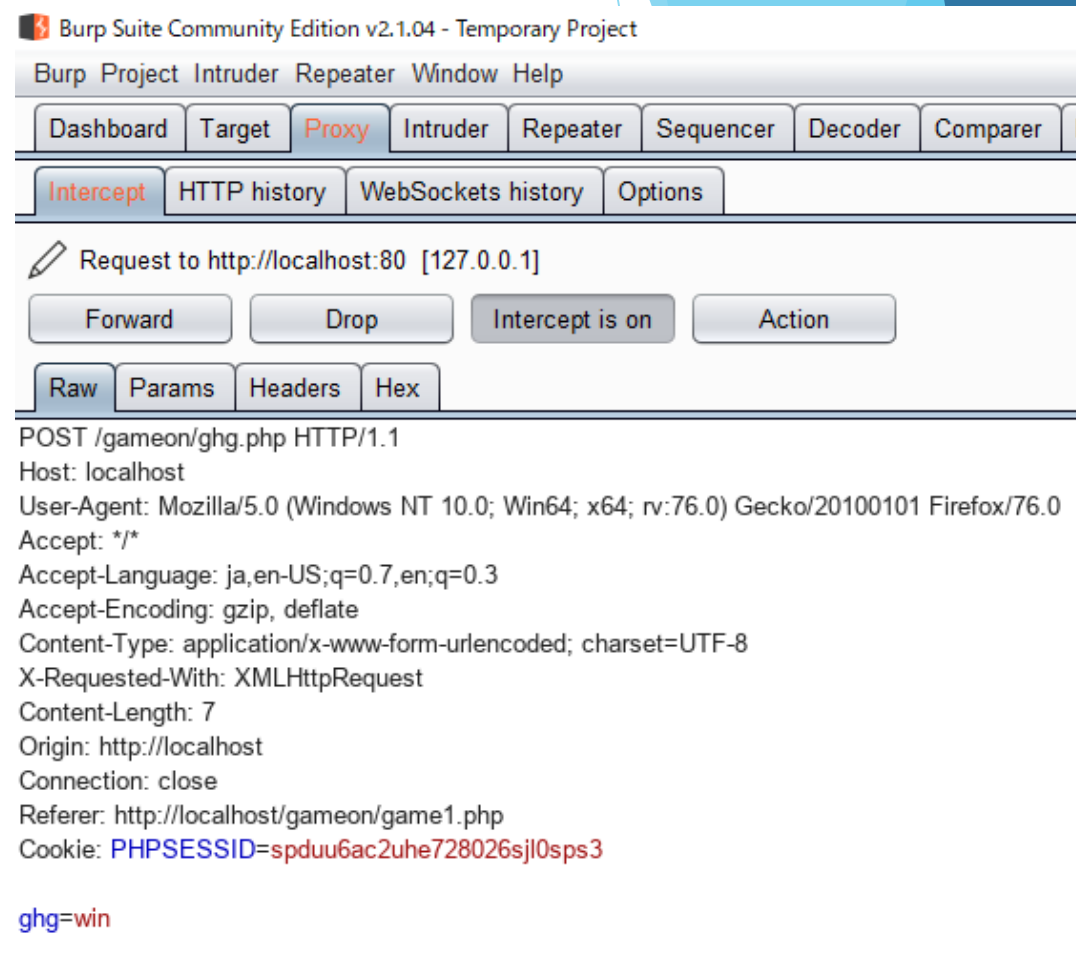 Burp Suite Community Edition v2.1.04 - Temporary Project
Burp Project Intruder Repeater Window Help
Dashboard Target Proxy Intruder Repeater Sequencer Decoder Comparer
Intercept HTTP history WebSockets history Options
Request to http://localhost:80 [127.0.0.1]
Forward Drop Intercept is on Action
Raw Params Headers Hex
POST /gameon/ghg.php HTTP/1.1
Host: localhost
User-Agent: Mozilla/5.0 (Windows NT 10.0; Win64; x64; rv:76.0) Gecko/20100101 Firefox/76.0
Accept: */*
Accept-Language: ja,en-US;q=0.7,en;q=0.3
Accept-Encoding: gzip, deflate
Content-Type: application/x-www-form-urlencoded; charset=UTF-8
X-Requested-With: XMLHttpRequest
Content-Length: 7
Origin: http://localhost
Connection: close
Referer: http://localhost/gameon/game1.php
Cookie: PHPSESSID=spduu6ac2uhe728026sjl0sps3
ghg=win